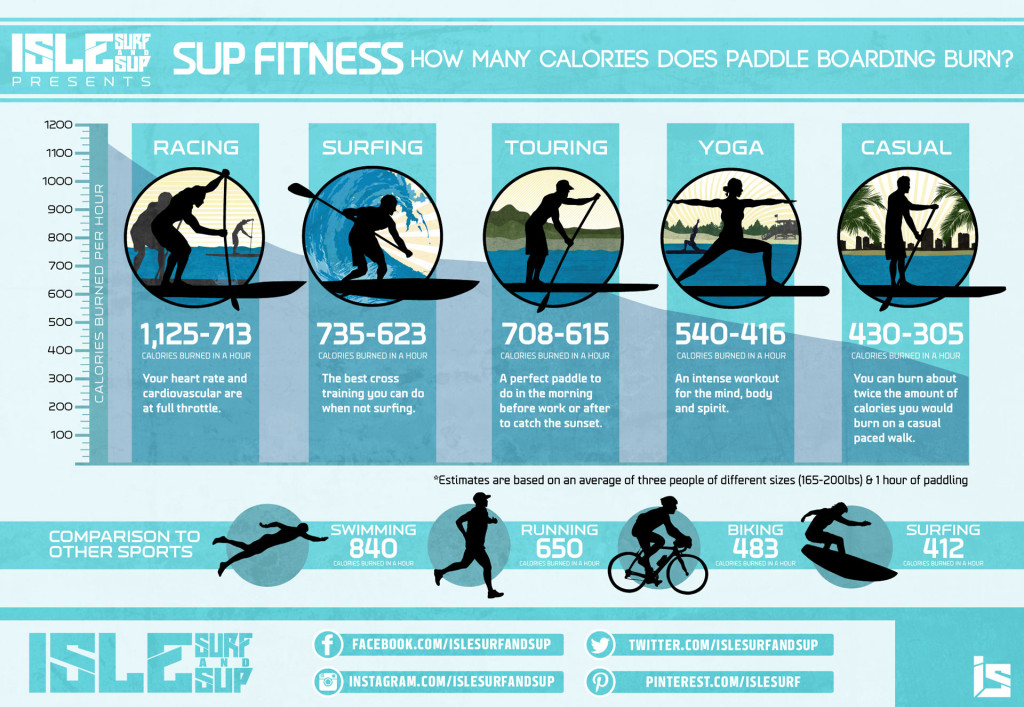 ISLE SURF AND SUP
PRESENTS
SUP FITNESS HOW MANY CALORIES DOES PADDLE BOARDING BURN?
1200
1100
1000
900
800
700
600
500
400
300
200
100
CALORIES BURNED PER HOUR
RACING
1,125-713
CALORIES BURNED IN A HOUR
Your heart rate and
cardiovascular are
at full throttle.
SURFING
735-623
CALORIES BURNED IN A HOUR
The best cross
training you can do
when not surfing.
TOURING
708-615
CALORIES BURNED IN A HOUR
A perfect paddle to
do in the morning
before work or after
to catch the sunset.
YOGA
540-416
CALORIES BURNED IN A HOUR
An intense workout
for the mind, body
and spirit.
CASUAL
430-305
CALORIES BURNED IN A HOUR
You can burn about
twice the amount of
calories you would
burn on a casual
paced walk.
*Estimates are based on an average of three people of different sizes (165-200lbs) & 1 hour of paddling
COMPARISON TO
OTHER SPORTS
SWIMMING
840
CALORIES BURNED IN A HOUR
RUNNING
650
CALORIES BURNED IN A HOUR
BIKING
483
CALORIES BURNED IN A HOUR
SURFING
412
CALORIES BURNED IN A HOUR
ISLE SURF AND SUP
FACEBOOK.COM/ISLESURFANDSUP
TWITTER.COM/ISLESURFANDSUP
INSTAGRAM.COM/ISLESURFANDSUP
PINTEREST.COM/ISLESURF
is